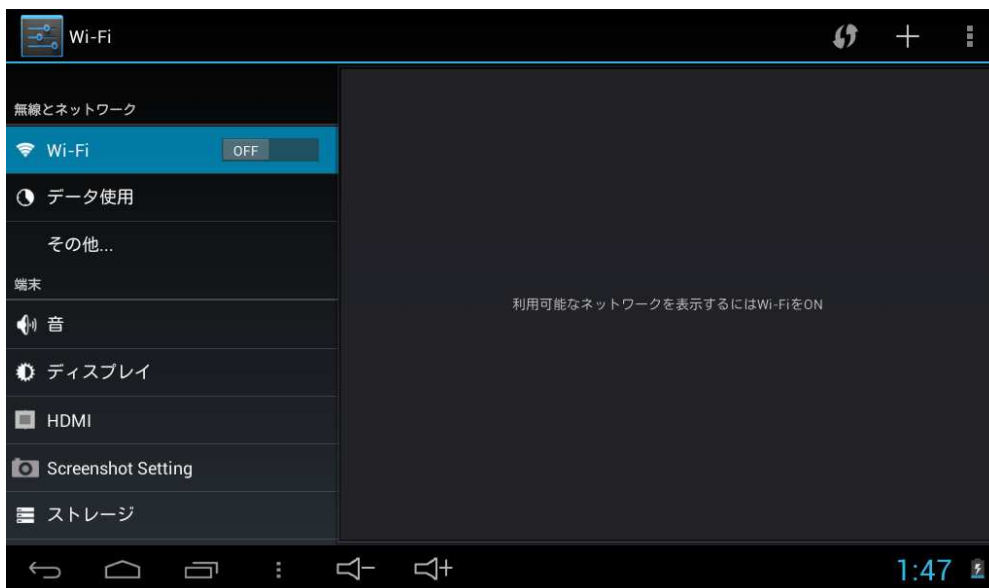 Wi-Fi
無線とネットワーク
Wi-Fi OFF
データ使用
その他...
端末
音
ディスプレイ
HDMI
Screenshot Setting
ストレージ
利用可能なネットワークを表示するにはWi-FiをON
1:47